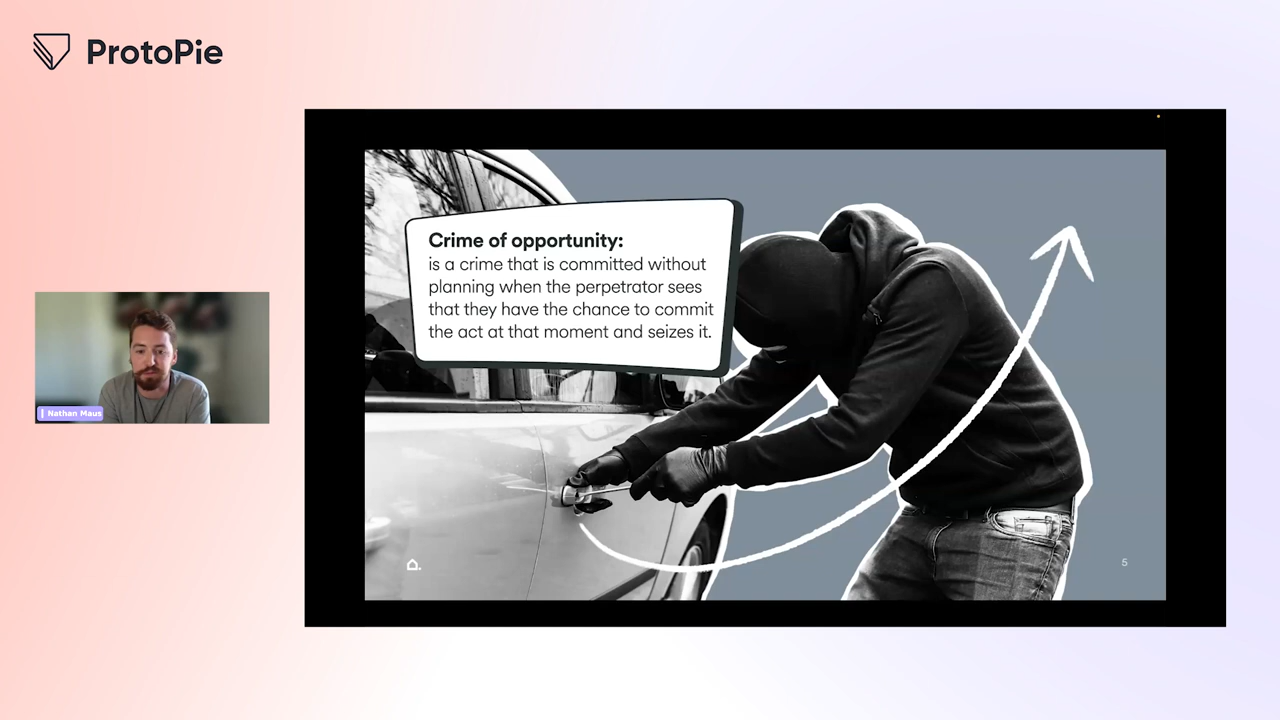 ProtoPie
Crime of opportunity:
is a crime that is committed without
planning when the perpetrator sees
that they have the chance to commit
the act at that moment and seizes it.
Nathan Maus
5